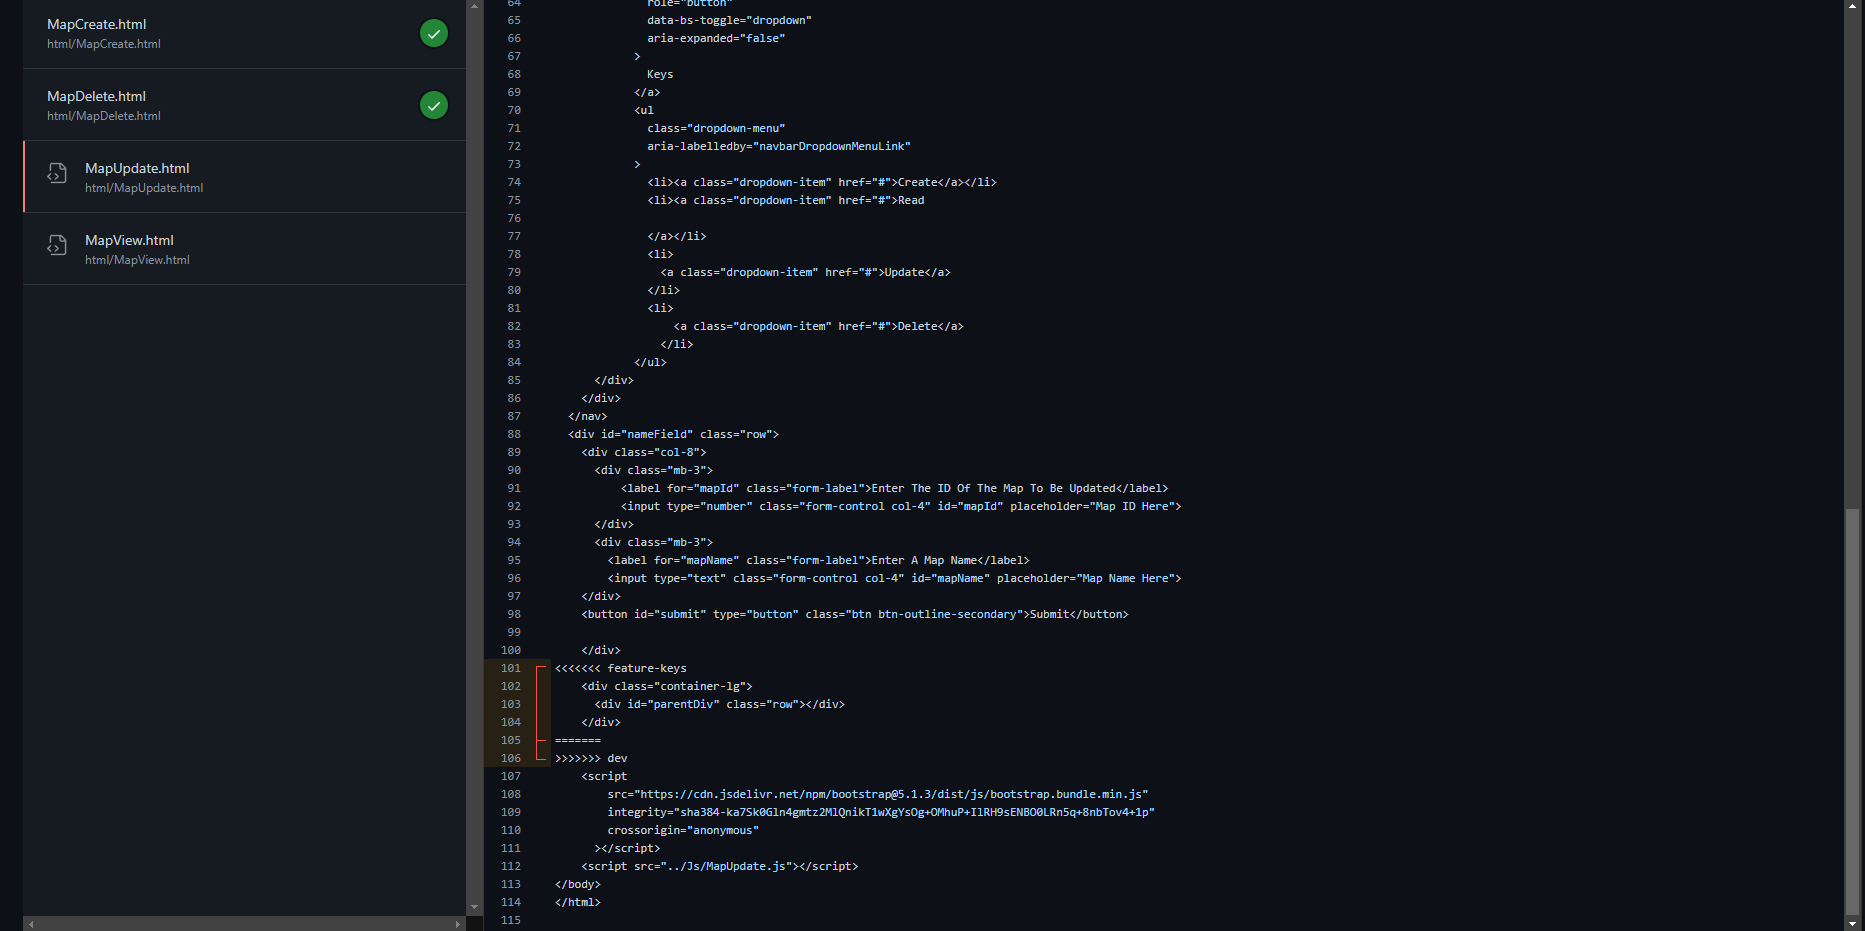 MapCreate.html
html/MapCreate.html
MapDelete.html
html/MapDelete.html
MapUpdate.html
html/MapUpdate.html
MapView.html
html/MapView.html
64 role="button"
65 data-bs-toggle="dropdown"
66 aria-expanded="false"
67 >
68 Keys
69 </a>
70 <ul
71 class="dropdown-menu"
72 aria-labelledby="navbarDropdownMenuLink"
73 >
74 <li><a class="dropdown-item" href="#">Create</a></li>
75 <li><a class="dropdown-item" href="#">Read
76
77 </a></li>
78 <li>
79 <a class="dropdown-item" href="#">Update</a>
80 </li>
81 <li>
82 <a class="dropdown-item" href="#">Delete</a>
83 </li>
84 </ul>
85 </div>
86 </div>
87 </nav>
88 <div id="nameField" class="row">
89 <div class="col-8">
90 <div class="mb-3">
91 <label for="mapId" class="form-label">Enter The ID Of The Map To Be Updated</label>
92 <input type="number" class="form-control col-4" id="mapId" placeholder="Map ID Here">
93 </div>
94 <div class="mb-3">
95 <label for="mapName" class="form-label">Enter A Map Name</label>
96 <input type="text" class="form-control col-4" id="mapName" placeholder="Map Name Here">
97 </div>
98 <button id="submit" type="button" class="btn btn-outline-secondary">Submit</button>
99
100 </div>
101 <<<<<<< feature-keys
102 <div class="container-lg">
103 <div id="parentDiv" class="row"></div>
104 </div>
105 =======
106 >>>>>>> dev
107 <script
108 src="https://cdn.jsdelivr.net/npm/bootstrap@5.1.3/dist/js/bootstrap.bundle.min.js"
109 integrity="sha384-ka7Sk0Gln4gmtz2MlQnikT1wXgYsOg+OMhuP+IlRH9sENBO0LRn5q+8nbTov4+1p"
110 crossorigin="anonymous"
111 ></script>
112 <script src="../Js/MapUpdate.js"></script>
113 </body>
114 </html>
115